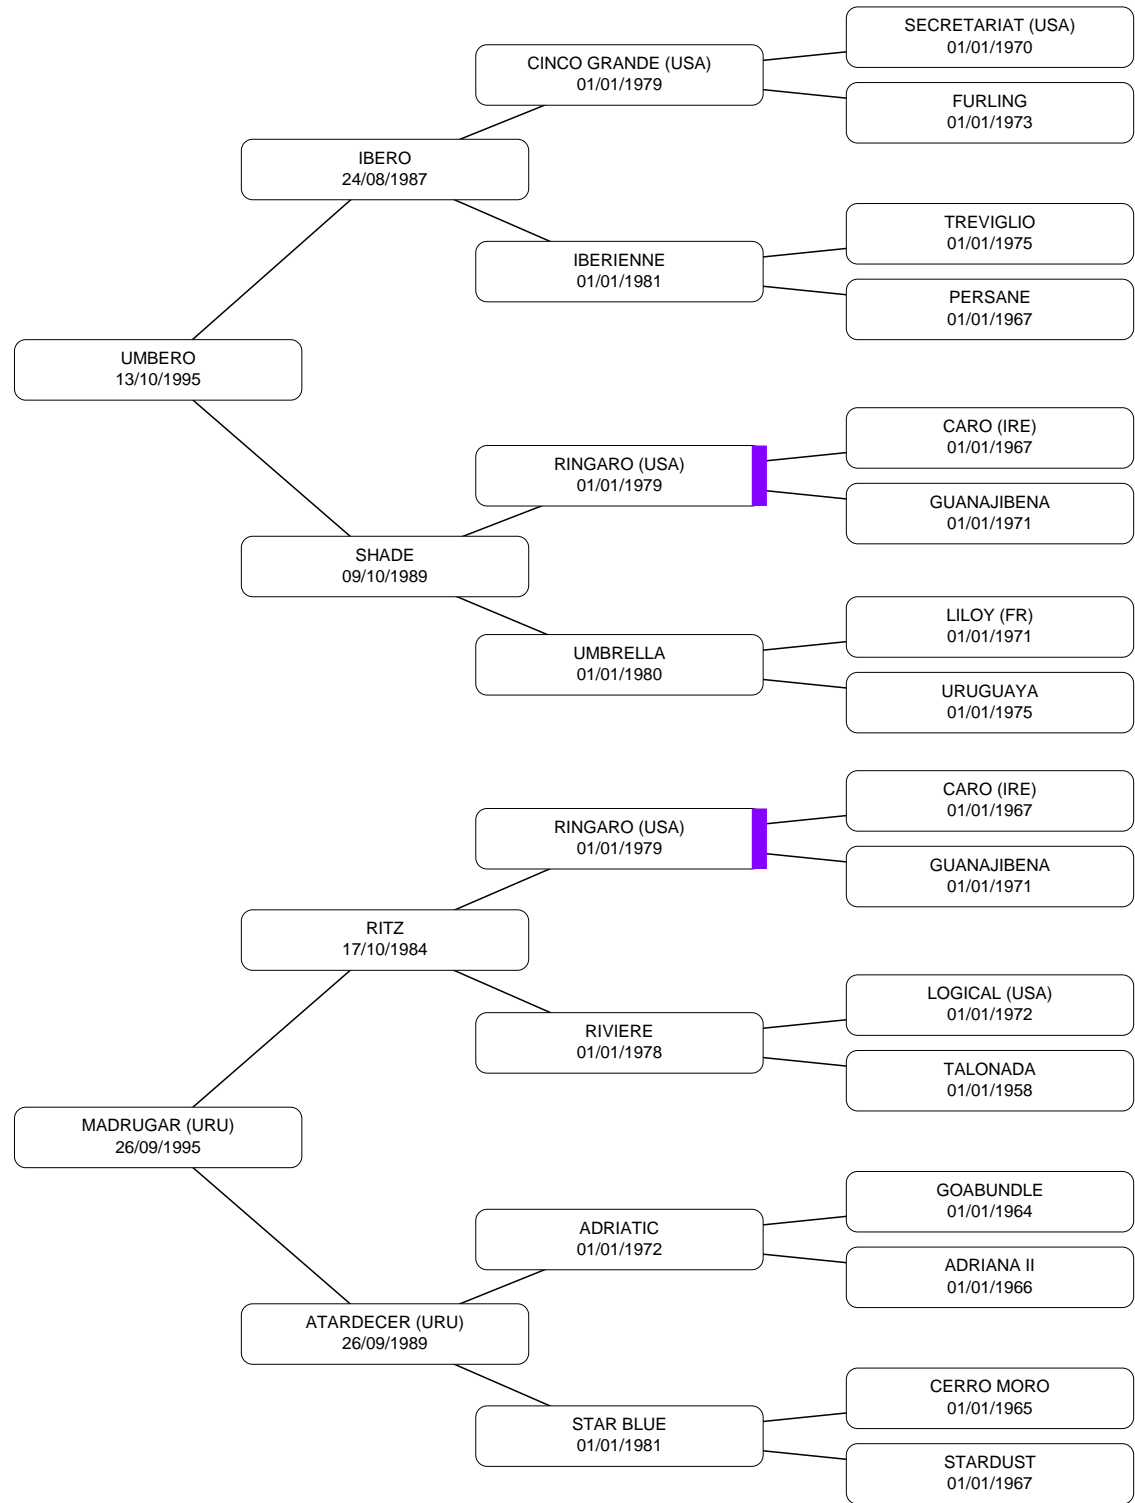 SECRETARIAT (USA)
01/01/1970
CINCO GRANDE (USA)
01/01/1979
FURLING
01/01/1973
IBERO
24/08/1987
TREVIGLIO
01/01/1975
IBERIENNE
01/01/1981
PERSANE
01/01/1967
UMBERO
13/10/1995
CARO (IRE)
01/01/1967
RINGARO (USA)
01/01/1979
GUANAJIBENA
01/01/1971
SHADE
09/10/1989
LILOY (FR)
01/01/1971
UMBRELLA
01/01/1980
URUGUAYA
01/01/1975
CARO (IRE)
01/01/1967
RINGARO (USA)
01/01/1979
GUANAJIBENA
01/01/1971
RITZ
17/10/1984
LOGICAL (USA)
01/01/1972
RIVIERE
01/01/1978
TALONADA
01/01/1958
MADRUGAR (URU)
26/09/1995
GOABUNDLE
01/01/1964
ADRIATIC
01/01/1972
ADRIANA II
01/01/1966
ATARDECER (URU)
26/09/1989
CERRO MORO
01/01/1965
STAR BLUE
01/01/1981
STARDUST
01/01/1967